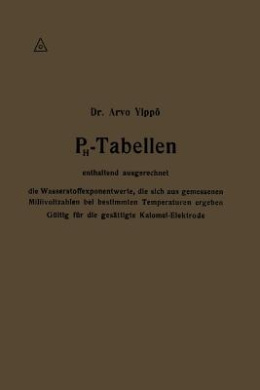 Dr. Arvo Ylppö
PH-Tabellen
enthaltend ausgerechnet
die Wasserstoffexponentwerte, die sich aus gemessenen
Millivoltzahlen bei bestimmten Temperaturen ergeben
Gültig für die gesättigte Kalomel-Elektrode